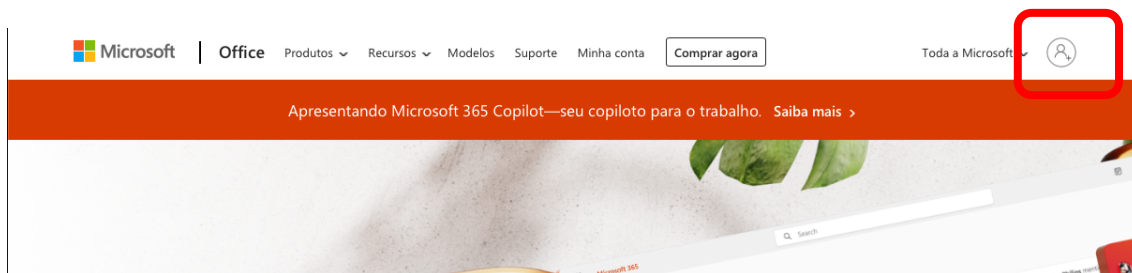 Microsoft Office Produtos Recursos Modelos Suporte Minha conta Comprar agora Toda a Microsoft
Apresentando Microsoft 365 Copilot—seu copiloto para o trabalho. Saiba mais >
Search
Microsoft 365